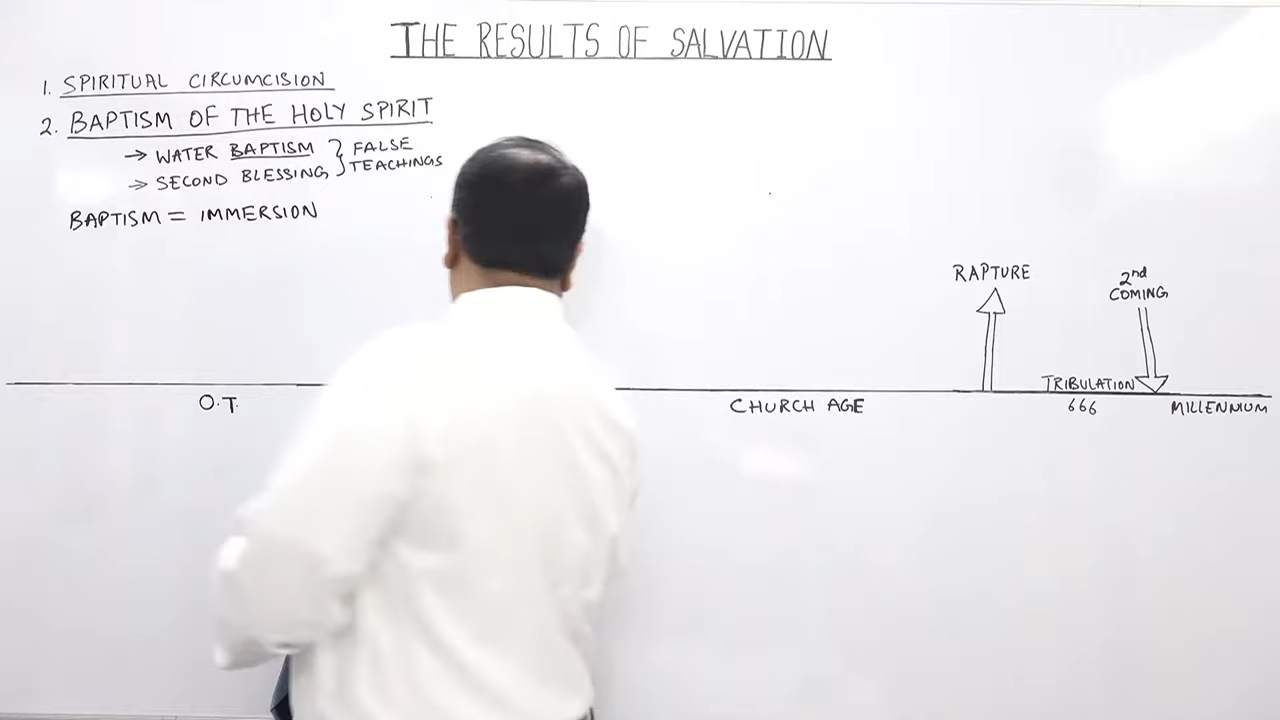 THE RESULTS OF SALVATION
1. SPIRITUAL CIRCUMCISION
2. BAPTISM OF THE HOLY SPIRIT
→ WATER BAPTISM } FALSE
→ SECOND BLESSING } TEACHINGS
BAPTISM = IMMERSION
RAPTURE
2nd
COMING
TRIBULATION
O.T.
CHURCH AGE
666
MILLENNIUM